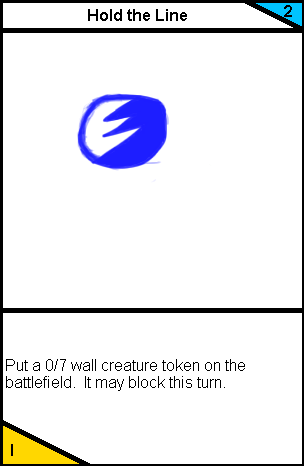 Hold the Line
2
Put a 0/7 wall creature token on the
battlefield.  It may block this turn.
I